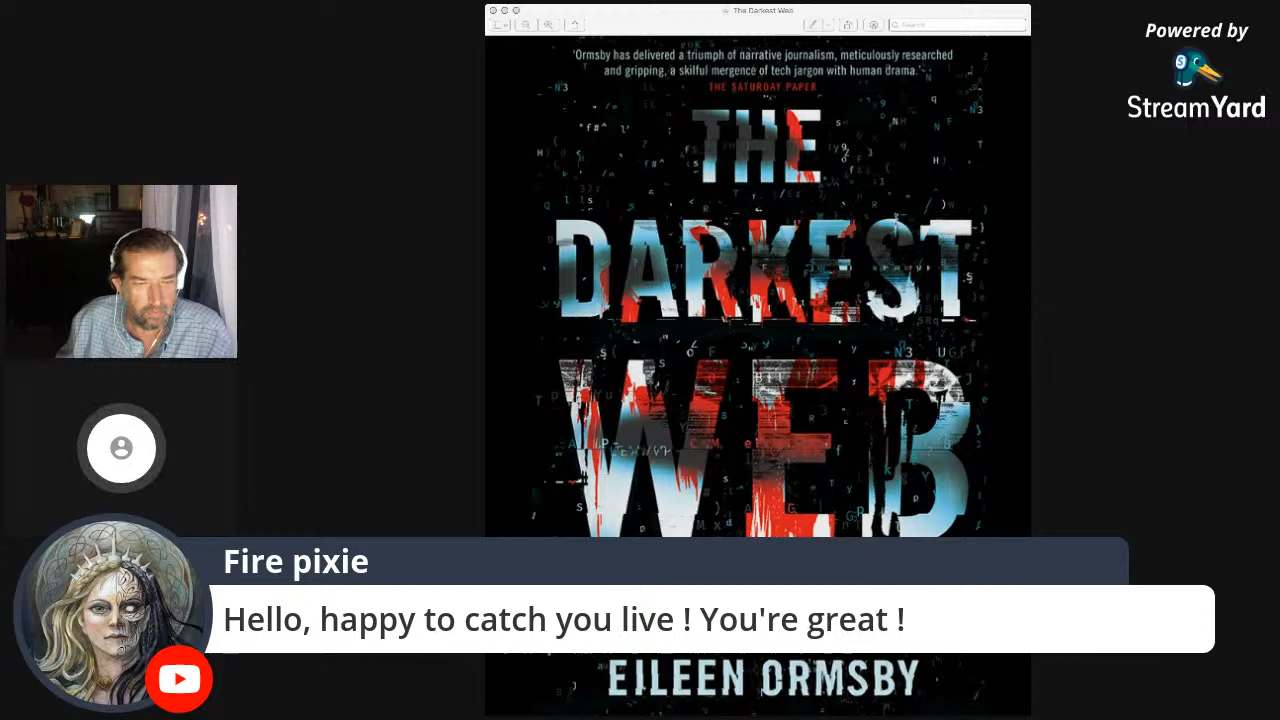 The Darkest Web
Search
Powered by
StreamYard
'Ormsby has delivered a triumph of narrative journalism, meticulously researched
and gripping, a skilful mergence of tech jargon with human drama.'
THE SATURDAY PAPER
THE
DARKEST
WEB
Fire pixie
Hello, happy to catch you live ! You're great !
EILEEN ORMSBY